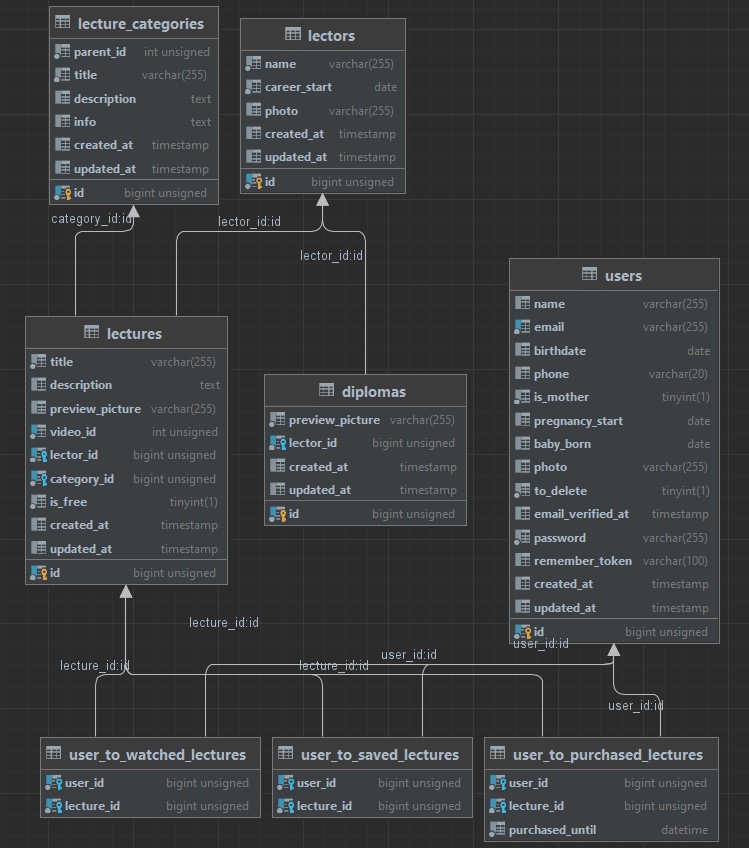 lecture_categories
parent_id int unsigned
title varchar(255)
description text
info text
created_at timestamp
updated_at timestamp
id bigint unsigned
lectors
name varchar(255)
career_start date
photo varchar(255)
created_at timestamp
updated_at timestamp
id bigint unsigned
category_id:id
lector_id:id
lector_id:id
lectures
title varchar(255)
description text
preview_picture varchar(255)
video_id int unsigned
lector_id bigint unsigned
category_id bigint unsigned
is_free tinyint(1)
created_at timestamp
updated_at timestamp
id bigint unsigned
diplomas
preview_picture varchar(255)
lector_id bigint unsigned
created_at timestamp
updated_at timestamp
id bigint unsigned
users
name varchar(255)
email varchar(255)
birthdate date
phone varchar(20)
is_mother tinyint(1)
pregnancy_start date
baby_born date
photo varchar(255)
to_delete tinyint(1)
email_verified_at timestamp
password varchar(255)
remember_token varchar(100)
created_at timestamp
updated_at timestamp
id bigint unsigned
lecture_id:id
user_id:id
user_id:id
lecture_id:id
lecture_id:id
user_id:id
user_to_watched_lectures
user_id bigint unsigned
lecture_id bigint unsigned
user_to_saved_lectures
user_id bigint unsigned
lecture_id bigint unsigned
user_to_purchased_lectures
user_id bigint unsigned
lecture_id bigint unsigned
purchased_until datetime